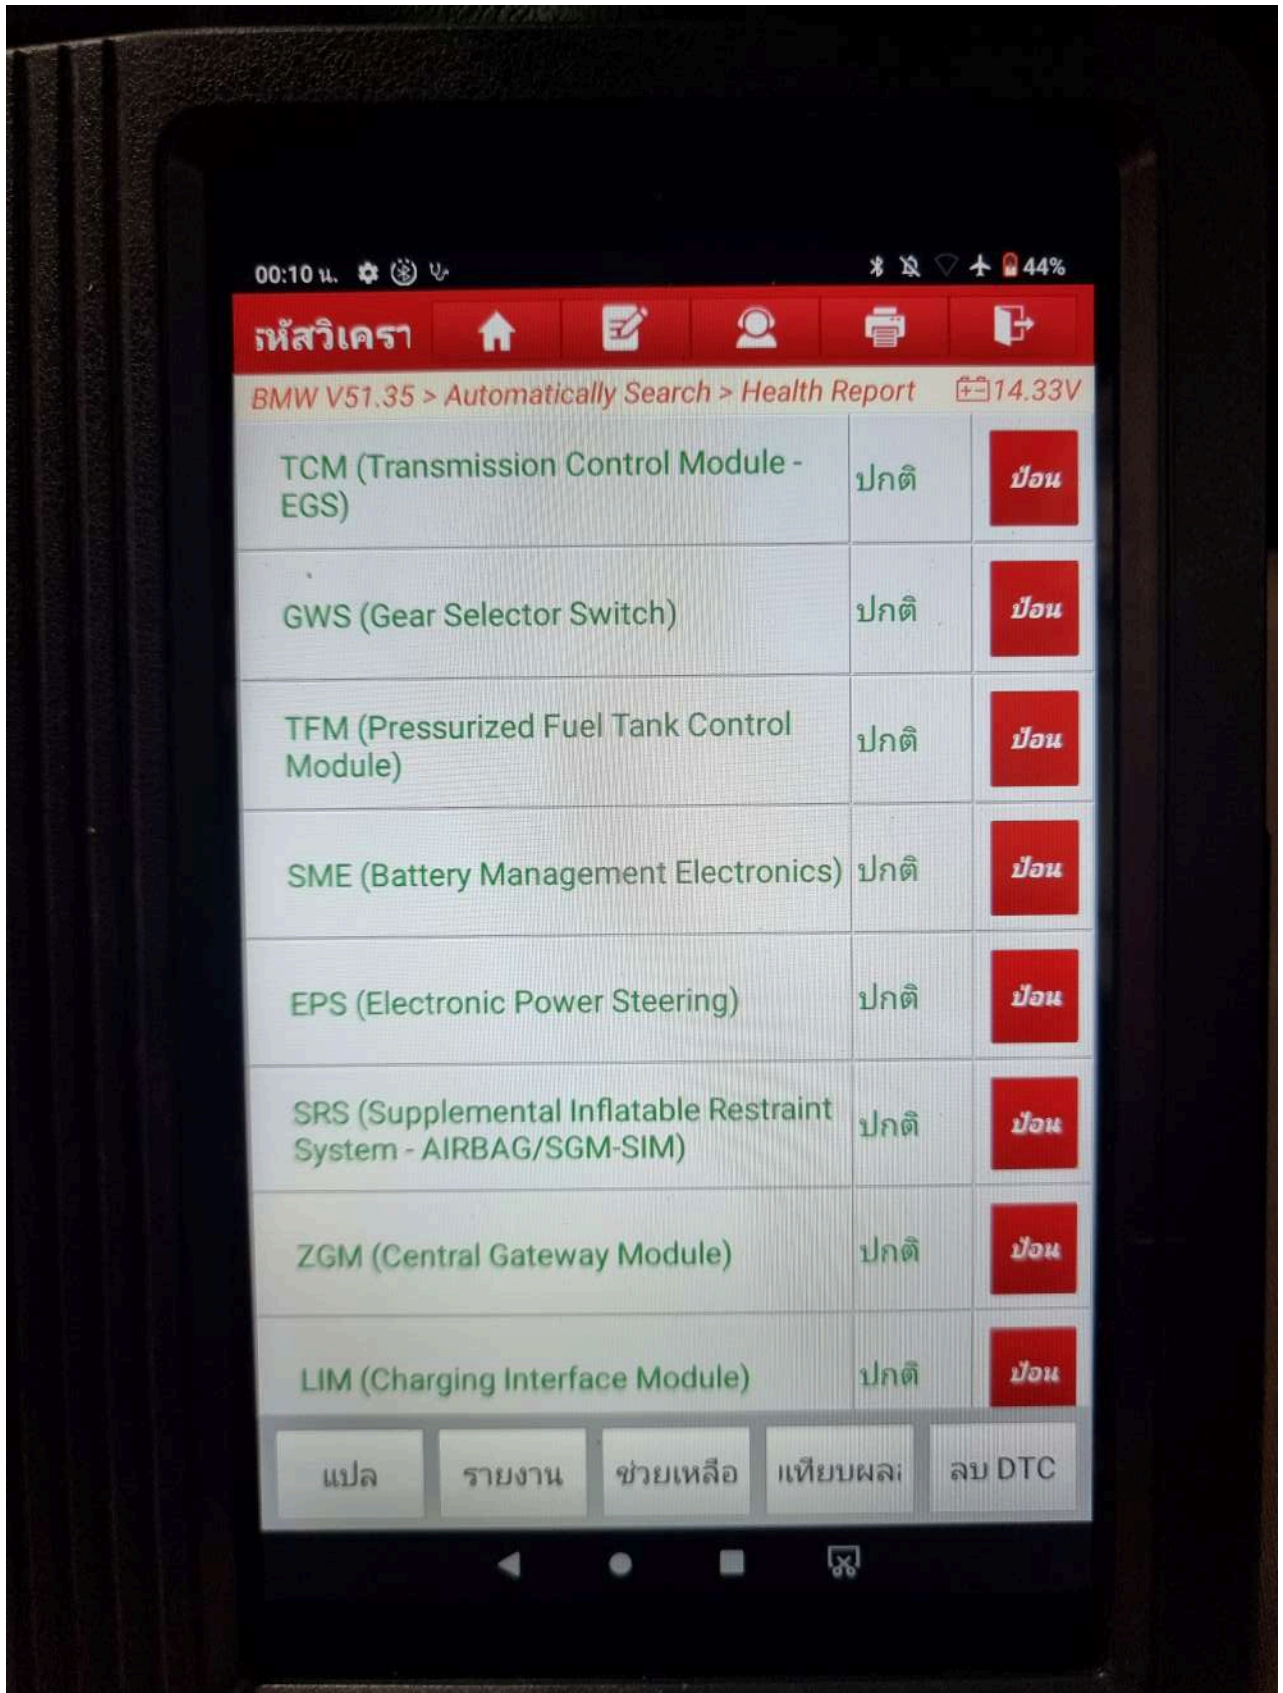 00:10 น. 44%
รหัสวิเครา
BMW V51.35 > Automatically Search > Health Report 14.33V
TCM (Transmission Control Module -
EGS) ปกติ ป้อน
GWS (Gear Selector Switch) ปกติ ป้อน
TFM (Pressurized Fuel Tank Control
Module) ปกติ ป้อน
SME (Battery Management Electronics) ปกติ ป้อน
EPS (Electronic Power Steering) ปกติ ป้อน
SRS (Supplemental Inflatable Restraint
System - AIRBAG/SGM-SIM) ปกติ ป้อน
ZGM (Central Gateway Module) ปกติ ป้อน
LIM (Charging Interface Module) ปกติ ป้อน
แปล รายงาน ช่วยเหลือ เทียบผล ลบ DTC